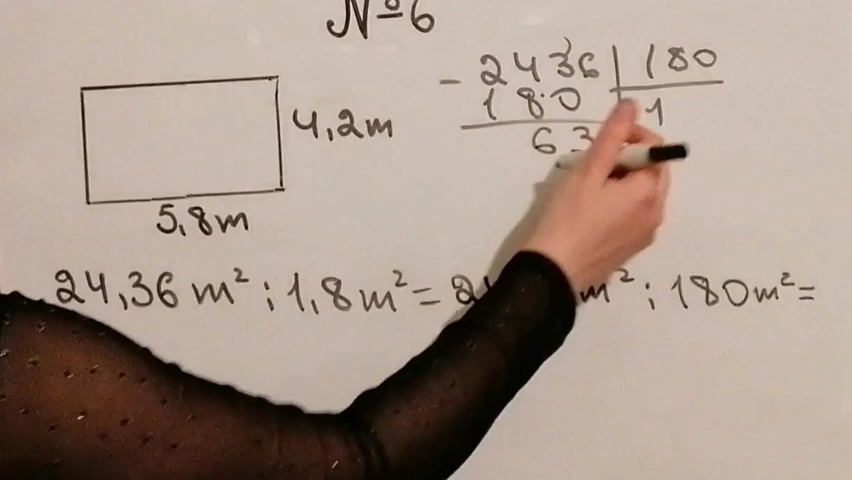 №6
- 2436 | 180
4,2m
180 | 1
63
5,8m
24,36 m² : 1,8 m² = 2 m² : 180 m² =